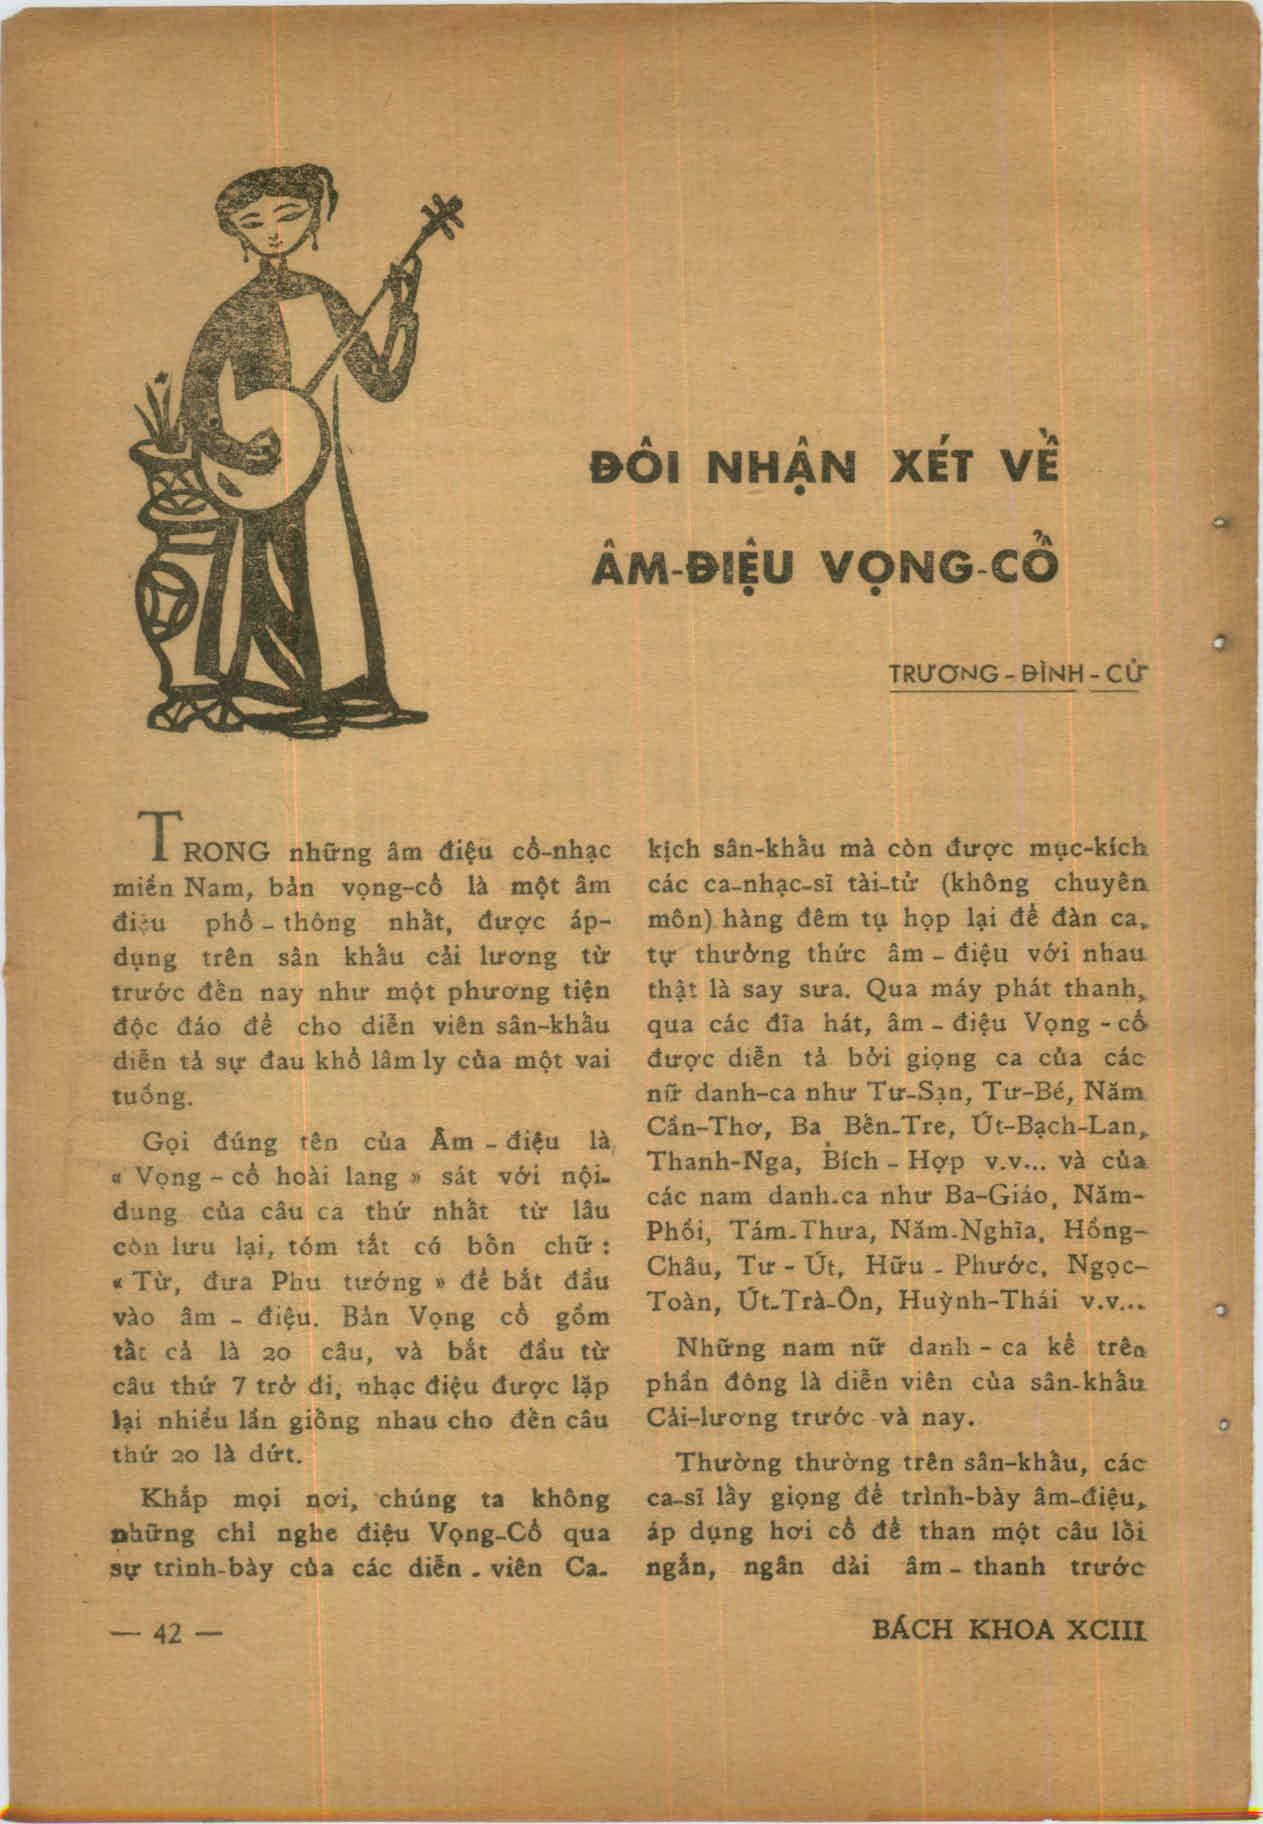 ĐÔI NHẬN XÉT VỀ
ÂM-ĐIỆU VỌNG-CỔ
TRƯƠNG-ĐÌNH-CỬ
TRONG những âm điệu cổ-nhạc
miền Nam, bản vọng-cổ là một âm
điệu phổ-thông nhất, được áp-
dụng trên sân khấu cải lương từ
trước đến nay như một phương tiện
độc đáo để cho diễn viên sân-khấu
diễn tả sự đau khổ lâm ly của một vai
tuồng.
Gọi đúng tên của Âm-điệu là
« Vọng-cổ hoài lang » sát với nội-
dung của câu ca thứ nhất từ lâu
còn lưu lại, tóm tắt có bốn chữ :
« Từ, đưa Phu tướng » để bắt đầu
vào âm-điệu. Bản Vọng cổ gồm
tất cả là 20 câu, và bắt đầu từ
câu thứ 7 trở đi, nhạc điệu được lặp
lại nhiều lần giống nhau cho đến câu
thứ 20 là dứt.
Khắp mọi nơi, chúng ta không
những chỉ nghe điệu Vọng-Cổ qua
sự trình-bày của các diễn-viên Ca-
kịch sân-khấu mà còn được mục-kích
các ca-nhạc-sĩ tài-tử (không chuyên
môn) hàng đêm tụ họp lại để đàn ca,
tự thưởng thức âm-điệu với nhau
thật là say sưa. Qua máy phát thanh,
qua các đĩa hát, âm-điệu Vọng-cổ
được diễn tả bởi giọng ca của các
nữ danh-ca như Tư-Sạn, Tư-Bé, Năm
Cần-Thơ, Ba Bến-Tre, Út-Bạch-Lan,
Thanh-Nga, Bích-Hợp v.v... và của
các nam danh-ca như Ba-Giáo, Năm-
Phồi, Tám-Thưa, Năm-Nghĩa, Hồng-
Châu, Tư-Út, Hữu-Phước, Ngọc-
Toàn, Út-Trà-Ôn, Huỳnh-Thái v.v...
Những nam nữ danh-ca kể trên
phần đông là diễn viên của sân-khấu
Cải-lương trước và nay.
Thường thường trên sân-khấu, các
ca-sĩ lấy giọng để trình-bày âm-điệu,
áp dụng hơi cổ để than một câu lối
ngắn, ngân dài âm-thanh trước
— 42 —
BÁCH KHOA XCIII